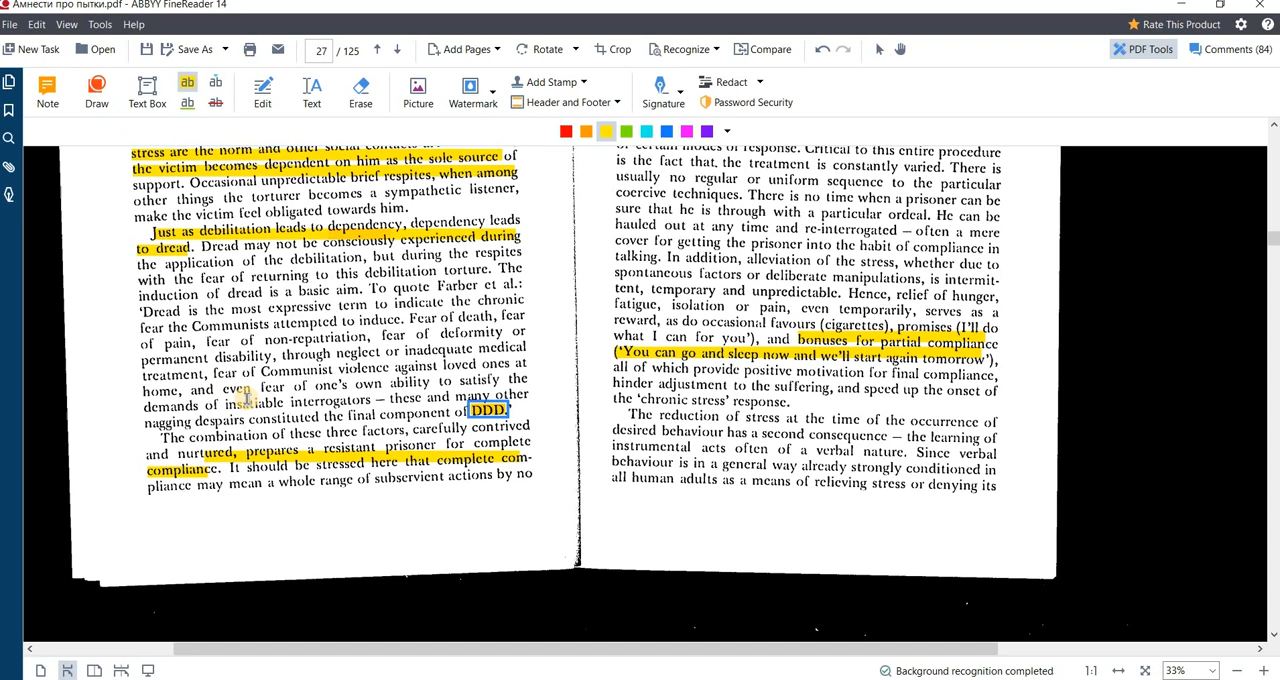 Амнести про пытки.pdf - ABBYY FineReader 14
File Edit View Tools Help
Rate This Product
New Task Open Save As 27 / 125 Add Pages Rotate Crop Recognize Compare PDF Tools Comments (84)
Note Draw Text Box Edit Text Erase Picture Watermark Add Stamp Header and Footer Signature Redact Password Security
stress are the norm and other social
the victim becomes dependent on him as the sole source of
support. Occasional unpredictable brief respites, when among
other things the torturer becomes a sympathetic listener,
make the victim feel obligated towards him.
Just as debilitation leads to dependency, dependency leads
to dread. Dread may not be consciously experienced during
the application of the debilitation, but during the respites
with the fear of returning to this debilitation torture. The
induction of dread is a basic aim. To quote Farber et al.:
‘Dread is the most expressive term to indicate the chronic
fear the Communists attempted to induce. Fear of death, fear
of pain, fear of non-repatriation, fear of deformity or
permanent disability, through neglect or inadequate medical
treatment, fear of Communist violence against loved ones at
home, and even fear of one’s own ability to satisfy the
demands of insatiable interrogators – these and many other
nagging despairs constituted the final component of DDD.’
The combination of these three factors, carefully contrived
and nurtured, prepares a resistant prisoner for complete
compliance. It should be stressed here that complete com-
pliance may mean a whole range of subservient actions by no
of certain modes of response. Critical to this entire procedure
is the fact that the treatment is constantly varied. There is
usually no regular or uniform sequence to the particular
coercive techniques. There is no time when a prisoner can be
sure that he is through with a particular ordeal. He can be
hauled out at any time and re-interrogated – often a mere
cover for getting the prisoner into the habit of compliance in
talking. In addition, alleviation of the stress, whether due to
spontaneous factors or deliberate manipulations, is intermit-
tent, temporary and unpredictable. Hence, relief of hunger,
fatigue, isolation or pain, even temporarily, serves as a
reward, as do occasional favours (cigarettes), promises (‘I’ll do
what I can for you’), and bonuses for partial compliance
(‘You can go and sleep now and we’ll start again tomorrow’),
all of which provide positive motivation for final compliance,
hinder adjustment to the suffering, and speed up the onset of
the ‘chronic stress’ response.
The reduction of stress at the time of the occurrence of
desired behaviour has a second consequence – the learning of
instrumental acts often of a verbal nature. Since verbal
behaviour is in a general way already strongly conditioned in
all human adults as a means of relieving stress or denying its
Background recognition completed 1:1 33%